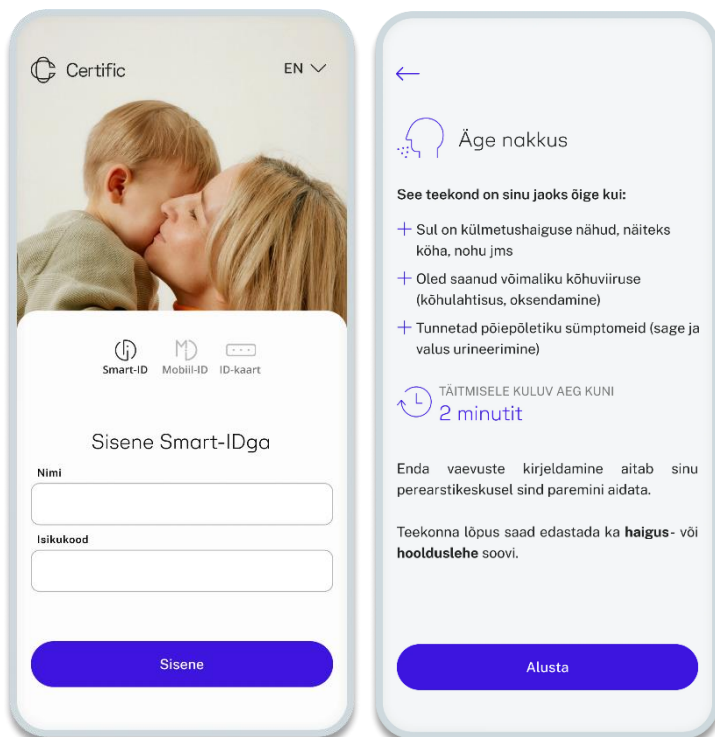 Certific
EN
Smart-ID
Mobiil-ID
ID-kaart
Sisene Smart-IDga
Nimi
Isikukood
Sisene
Äge nakkus
See teekond on sinu jaoks õige kui:
Sul on külmetushaiguse nähud, näiteks
köha, nohu jms
Oled saanud võimaliku kõhuviiruse
(kõhulahtisus, oksendamine)
Tunnetad põiepõletiku sümptomeid (sage ja
valus urineerimine)
TÄITMISELE KULUV AEG KUNI
2 minutit
Enda vaevuste kirjeldamine aitab sinu
perearstikeskusel sind paremini aidata.
Teekonna lõpus saad edastada ka haigus- või
hoolduslehe soovi.
Alusta